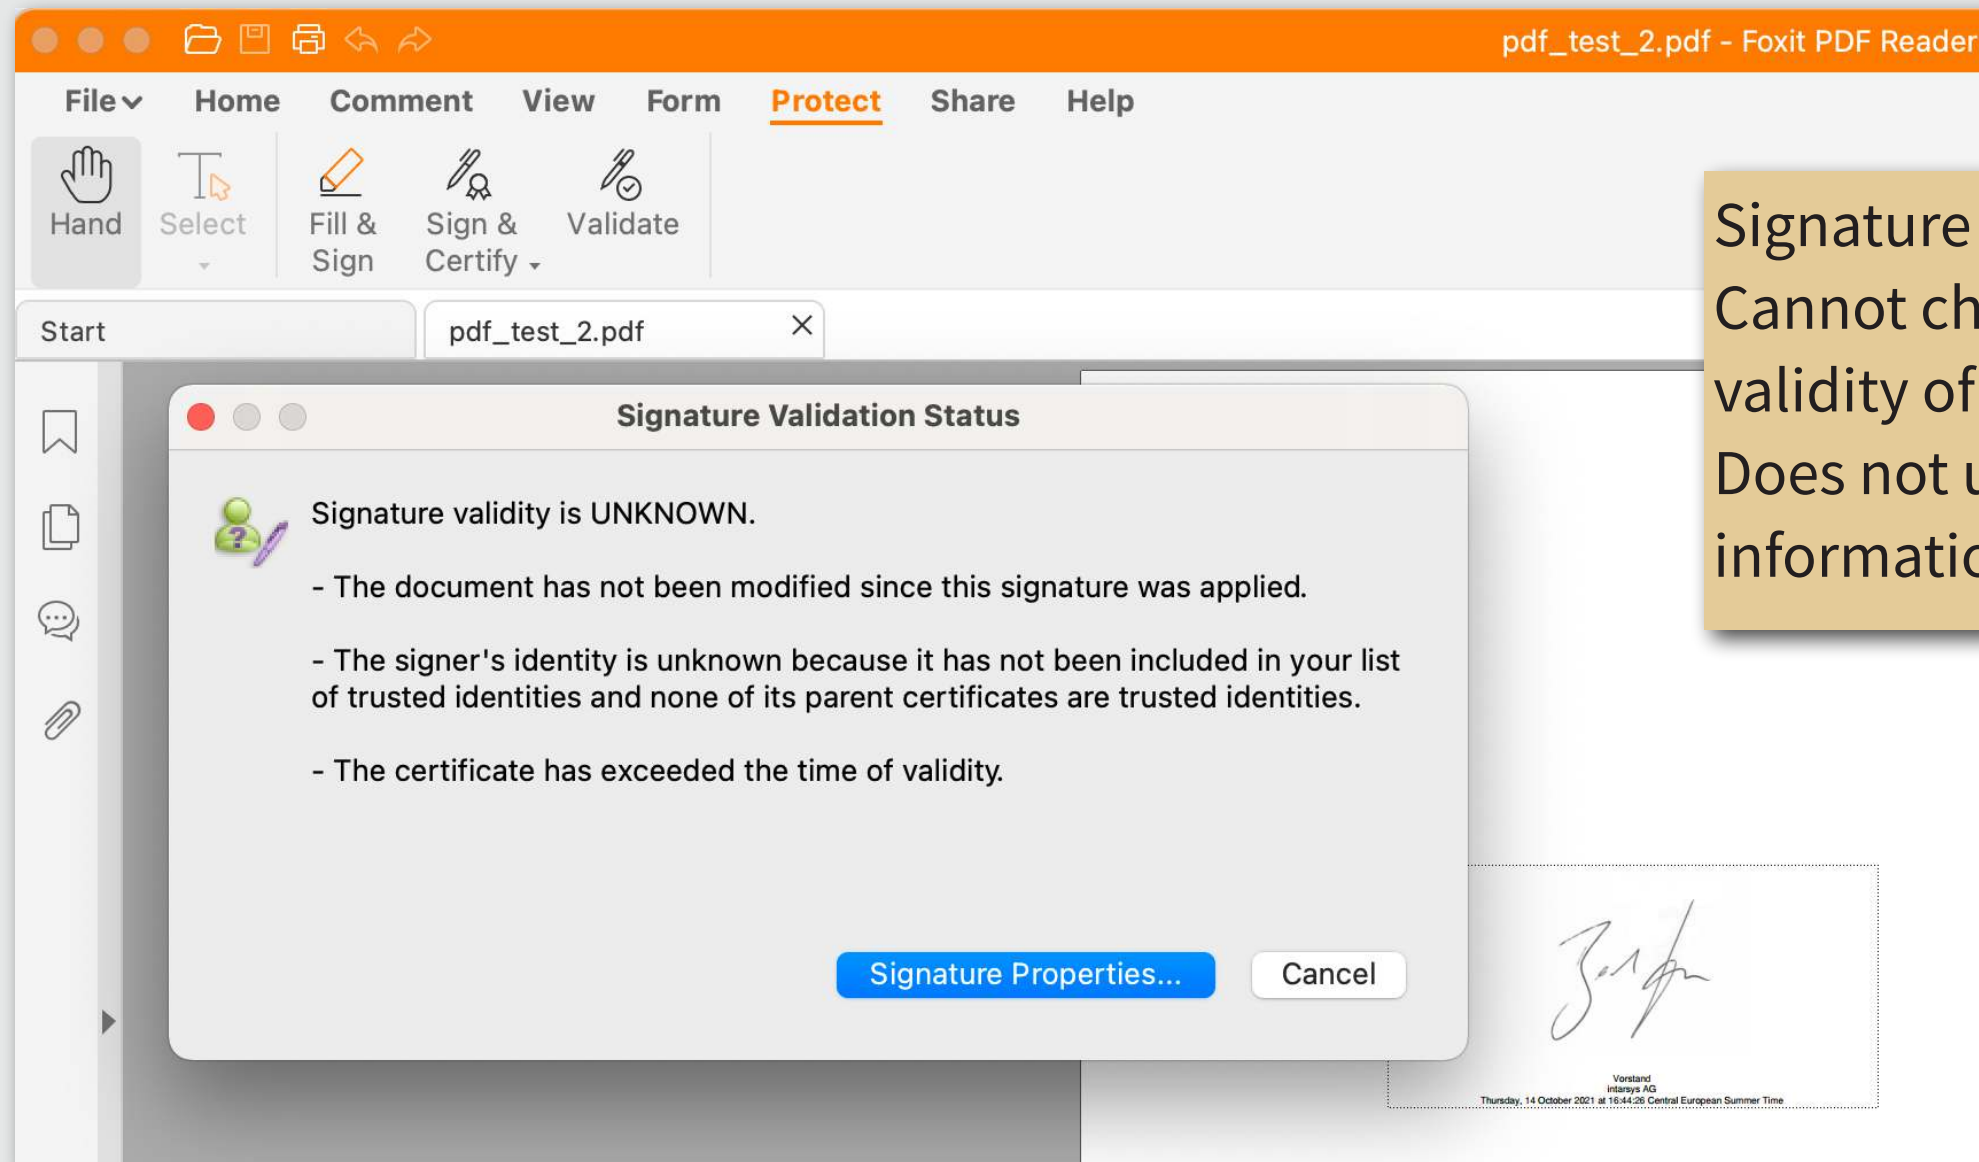 pdf_test_2.pdf - Foxit PDF Reader
File Home Comment View Form Protect Share Help
Hand Select Fill & Sign Sign & Certify Validate
Start pdf_test_2.pdf
Signature
Cannot ch
validity of
Does not u
informatio
Signature Validation Status
Signature validity is UNKNOWN.
- The document has not been modified since this signature was applied.
- The signer's identity is unknown because it has not been included in your list
of trusted identities and none of its parent certificates are trusted identities.
- The certificate has exceeded the time of validity.
Signature Properties... Cancel
Vorstand
intarsys AG
Thursday, 14 October 2021 at 16:44:26 Central European Summer Time